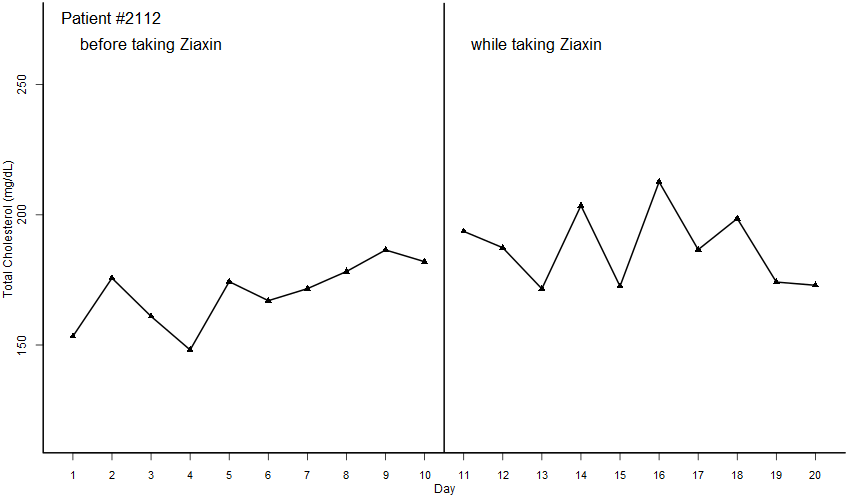 Patient #2112
before taking Ziaxin
while taking Ziaxin
Total Cholesterol (mg/dL)
250
200
150
1 2 3 4 5 6 7 8 9 10 11 12 13 14 15 16 17 18 19 20
Day